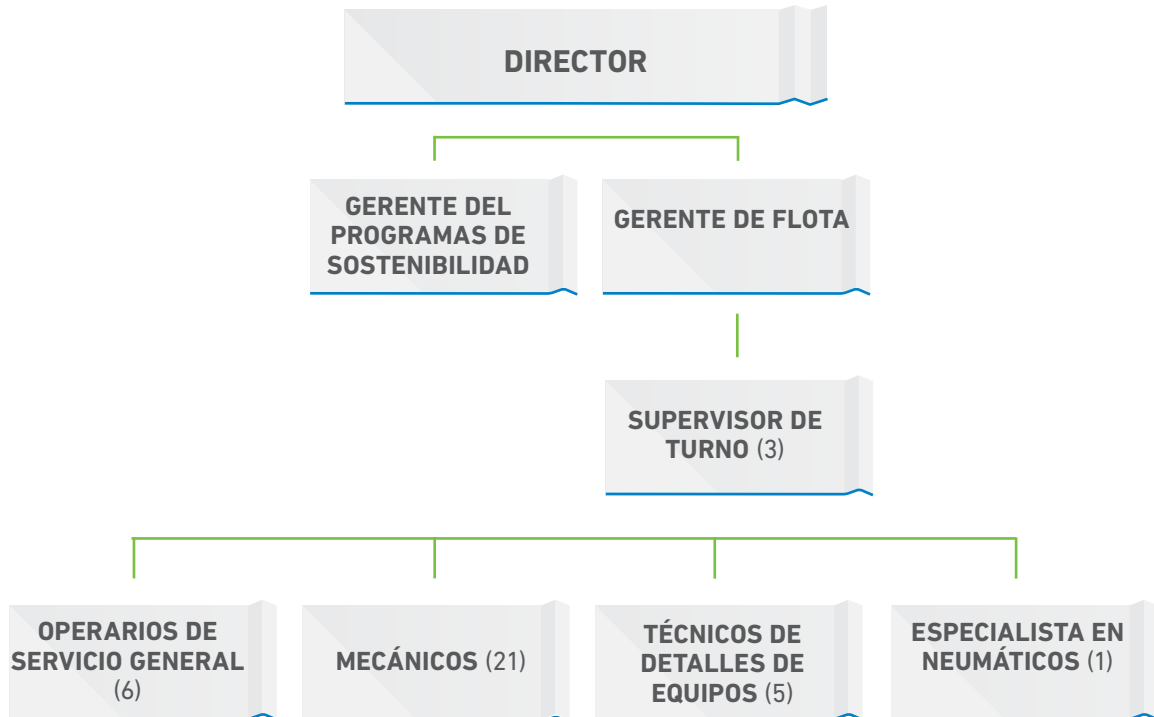 DIRECTOR
GERENTE DEL
PROGRAMAS DE
SOSTENIBILIDAD
GERENTE DE FLOTA
SUPERVISOR DE
TURNO (3)
OPERARIOS DE
SERVICIO GENERAL
(6)
MECÁNICOS (21)
TÉCNICOS DE
DETALLES DE
EQUIPOS (5)
ESPECIALISTA EN
NEUMÁTICOS (1)